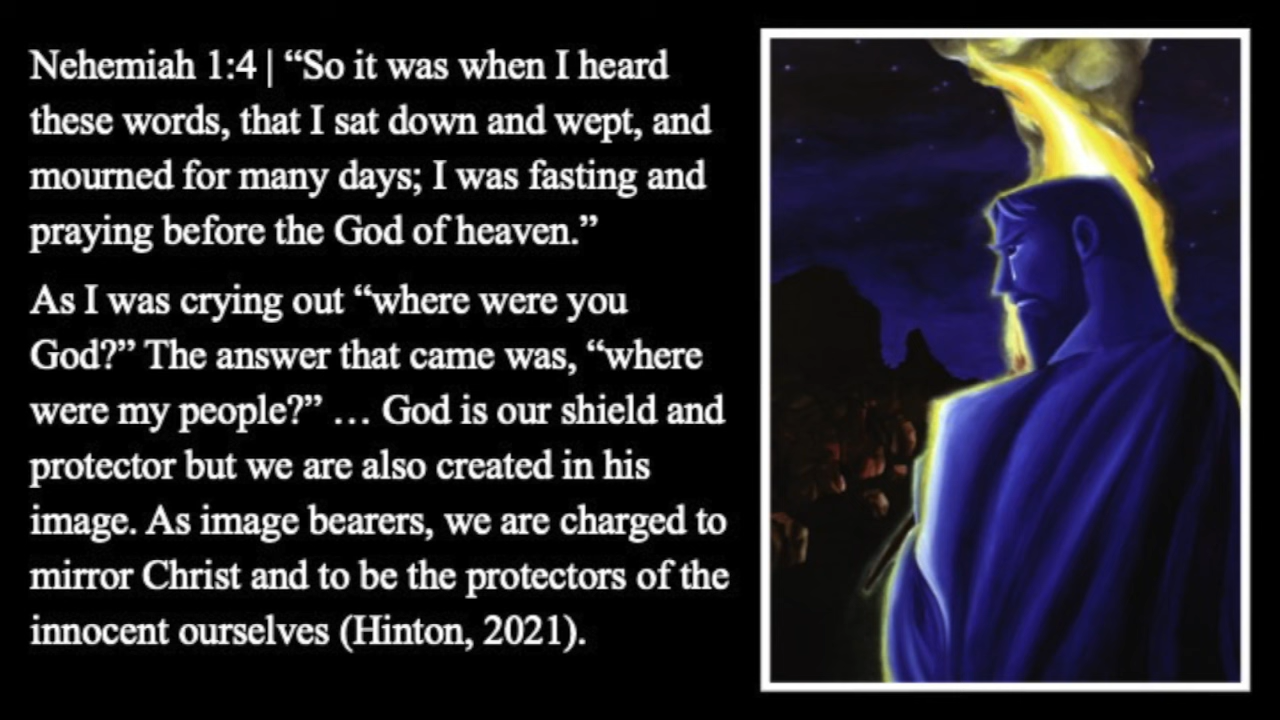 Nehemiah 1:4 | “So it was when I heard
these words, that I sat down and wept, and
mourned for many days; I was fasting and
praying before the God of heaven.”
As I was crying out “where were you
God?” The answer that came was, “where
were my people?” … God is our shield and
protector but we are also created in his
image. As image bearers, we are charged to
mirror Christ and to be the protectors of the
innocent ourselves (Hinton, 2021).